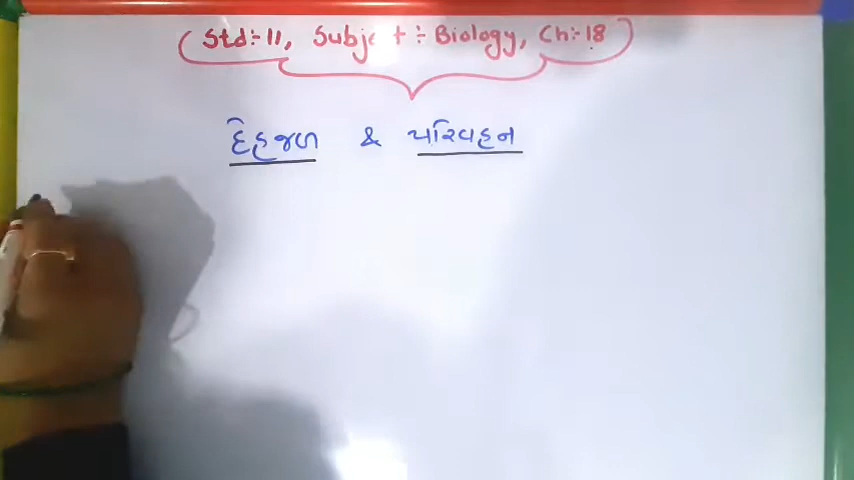 (Std:- 11, Subject :- Biology, Ch:- 18)
દેહજળ & પરિવહન